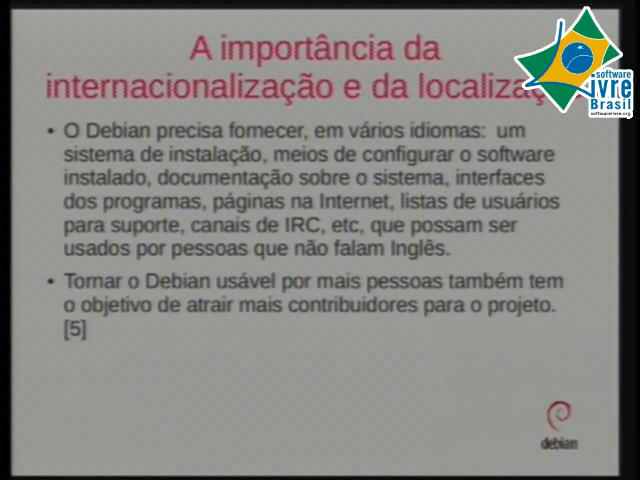 A importância da
internacionalização e da localizaç
• O Debian precisa fornecer, em vários idiomas: um
sistema de instalação, meios de configurar o software
instalado, documentação sobre o sistema, interfaces
dos programas, páginas na Internet, listas de usuários
para suporte, canais de IRC, etc, que possam ser
usados por pessoas que não falam Inglês.
• Tornar o Debian usável por mais pessoas também tem
o objetivo de atrair mais contribuidores para o projeto.
[5]
debian
software
livre
Brasil
softwarelivre.org